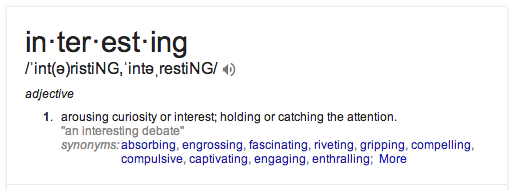 in·ter·est·ing
/ˈint(ə)ristiNG,ˈintəˌrestiNG/
adjective
1. arousing curiosity or interest; holding or catching the attention.
"an interesting debate"
synonyms: absorbing, engrossing, fascinating, riveting, gripping, compelling,
compulsive, captivating, engaging, enthralling; More